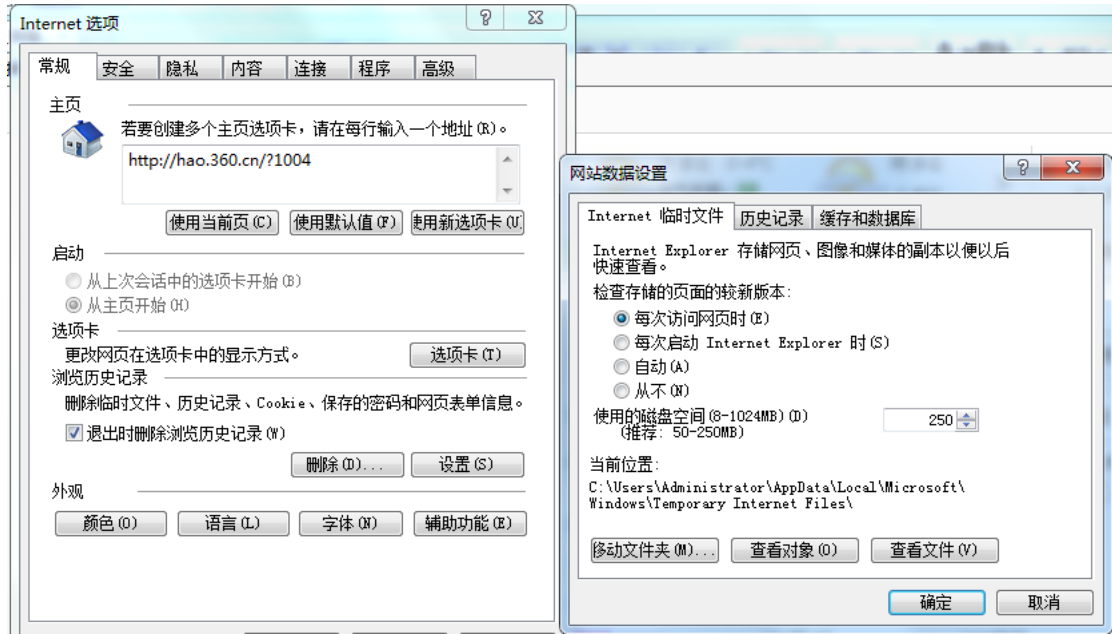 Internet 选项
常规 安全 隐私 内容 连接 程序 高级
主页
若要创建多个主页选项卡，请在每行输入一个地址(R)。
http://hao.360.cn/?1004
使用当前页(C) 使用默认值(F) 使用新选项卡(U)
启动
从上次会话中的选项卡开始(B)
从主页开始(H)
选项卡
更改网页在选项卡中的显示方式。 选项卡(T)
浏览历史记录
删除临时文件、历史记录、Cookie、保存的密码和网页表单信息。
退出时删除浏览历史记录(W)
删除(D)... 设置(S)
外观
颜色(O) 语言(L) 字体(N) 辅助功能(E)
网站数据设置
Internet 临时文件 历史记录 缓存和数据库
Internet Explorer 存储网页、图像和媒体的副本以便以后
快速查看。
检查存储的页面的较新版本:
每次访问网页时(E)
每次启动 Internet Explorer 时(S)
自动(A)
从不(N)
使用的磁盘空间(8-1024MB)(D) 250
(推荐: 50-250MB)
当前位置:
C:\Users\Administrator\AppData\Local\Microsoft\
Windows\Temporary Internet Files\
移动文件夹(M)... 查看对象(O) 查看文件(V)
确定 取消